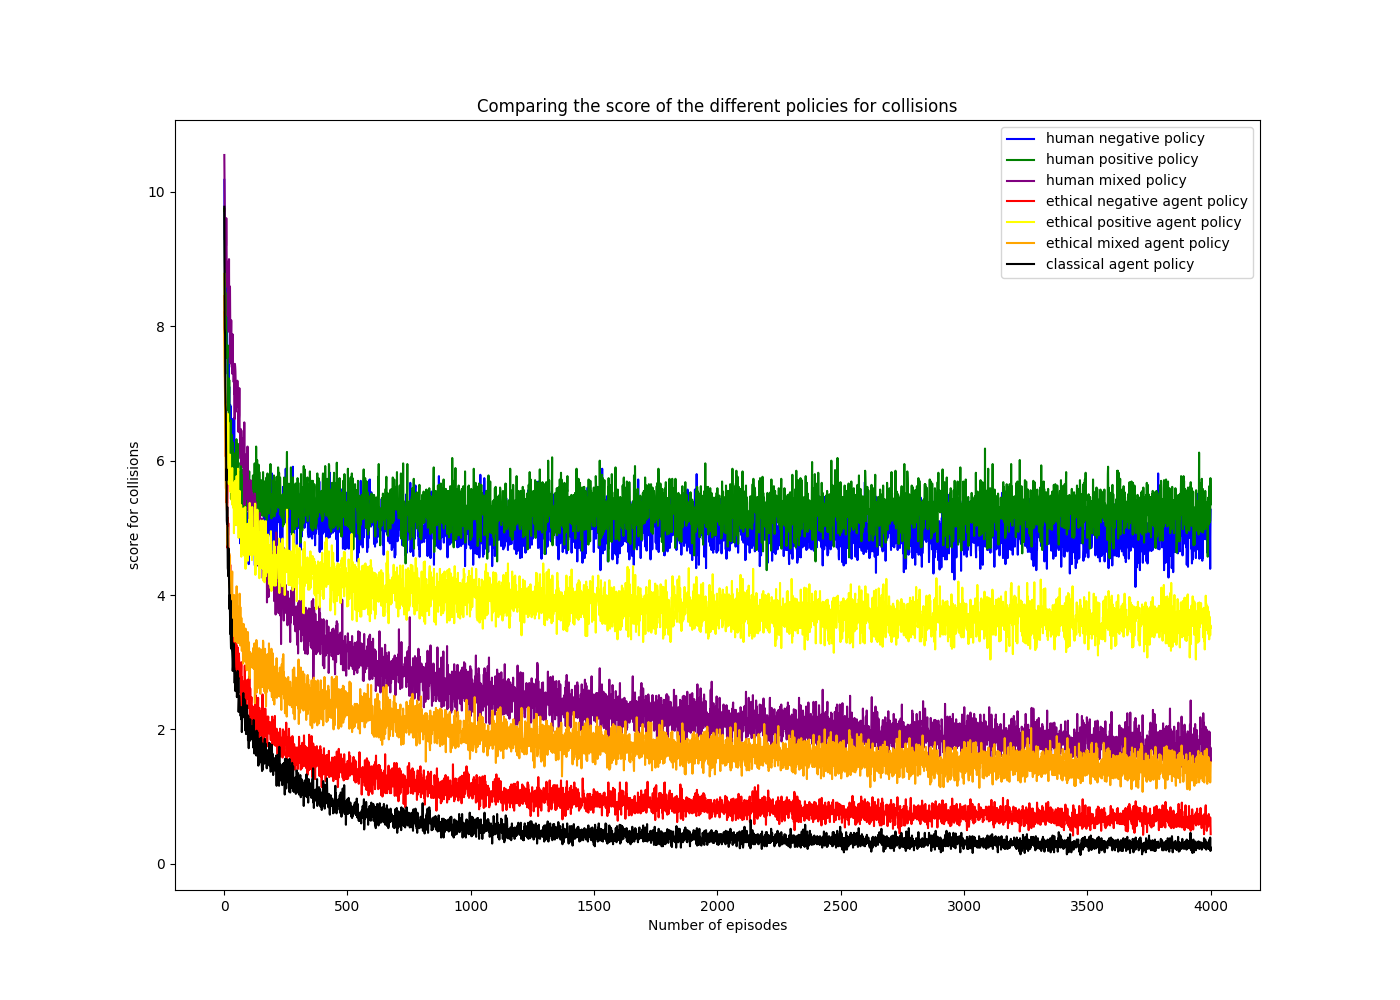 Comparing the score of the different policies for collisions
human negative policy
human positive policy
human mixed policy
ethical negative agent policy
ethical positive agent policy
ethical mixed agent policy
classical agent policy
score for collisions
10
8
6
4
2
0
0 500 1000 1500 2000 2500 3000 3500 4000
Number of episodes